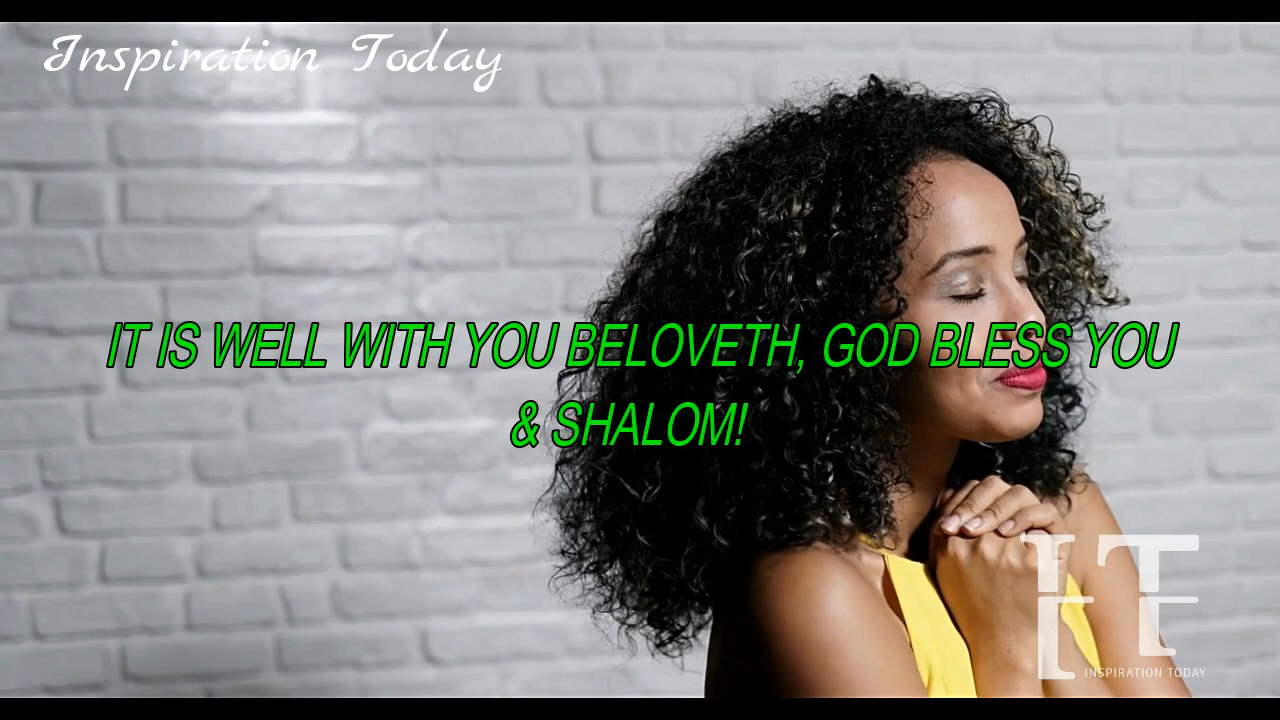 Inspiration Today
IT IS WELL WITH YOU BELOVETH, GOD BLESS YOU
& SHALOM!
IT
INSPIRATION TODAY